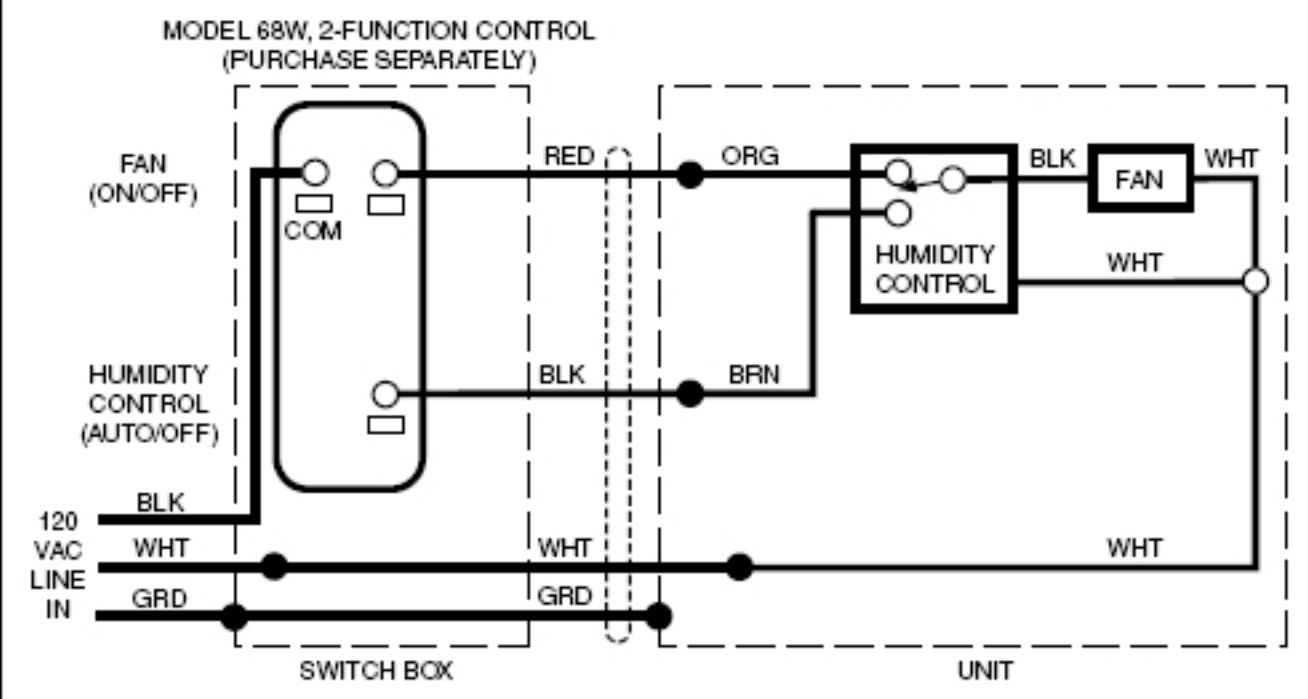 MODEL 68W, 2-FUNCTION CONTROL
(PURCHASE SEPARATELY)
FAN
(ON/OFF)
COM
RED
ORG
BLK
FAN
WHT
HUMIDITY
CONTROL
WHT
HUMIDITY
CONTROL
(AUTO/OFF)
BLK
BRN
120
VAC
LINE
IN
BLK
WHT
WHT
WHT
GRD
GRD
SWITCH BOX
UNIT